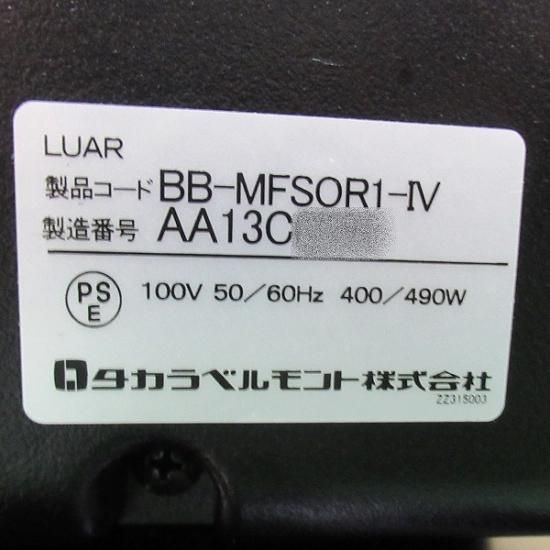 LUAR
製品コード BB-MFSOR1-IV
製造番号 AA13C
PS
E
100V 50/60Hz 400/490W
タカラベルモント株式会社
ZZ315003